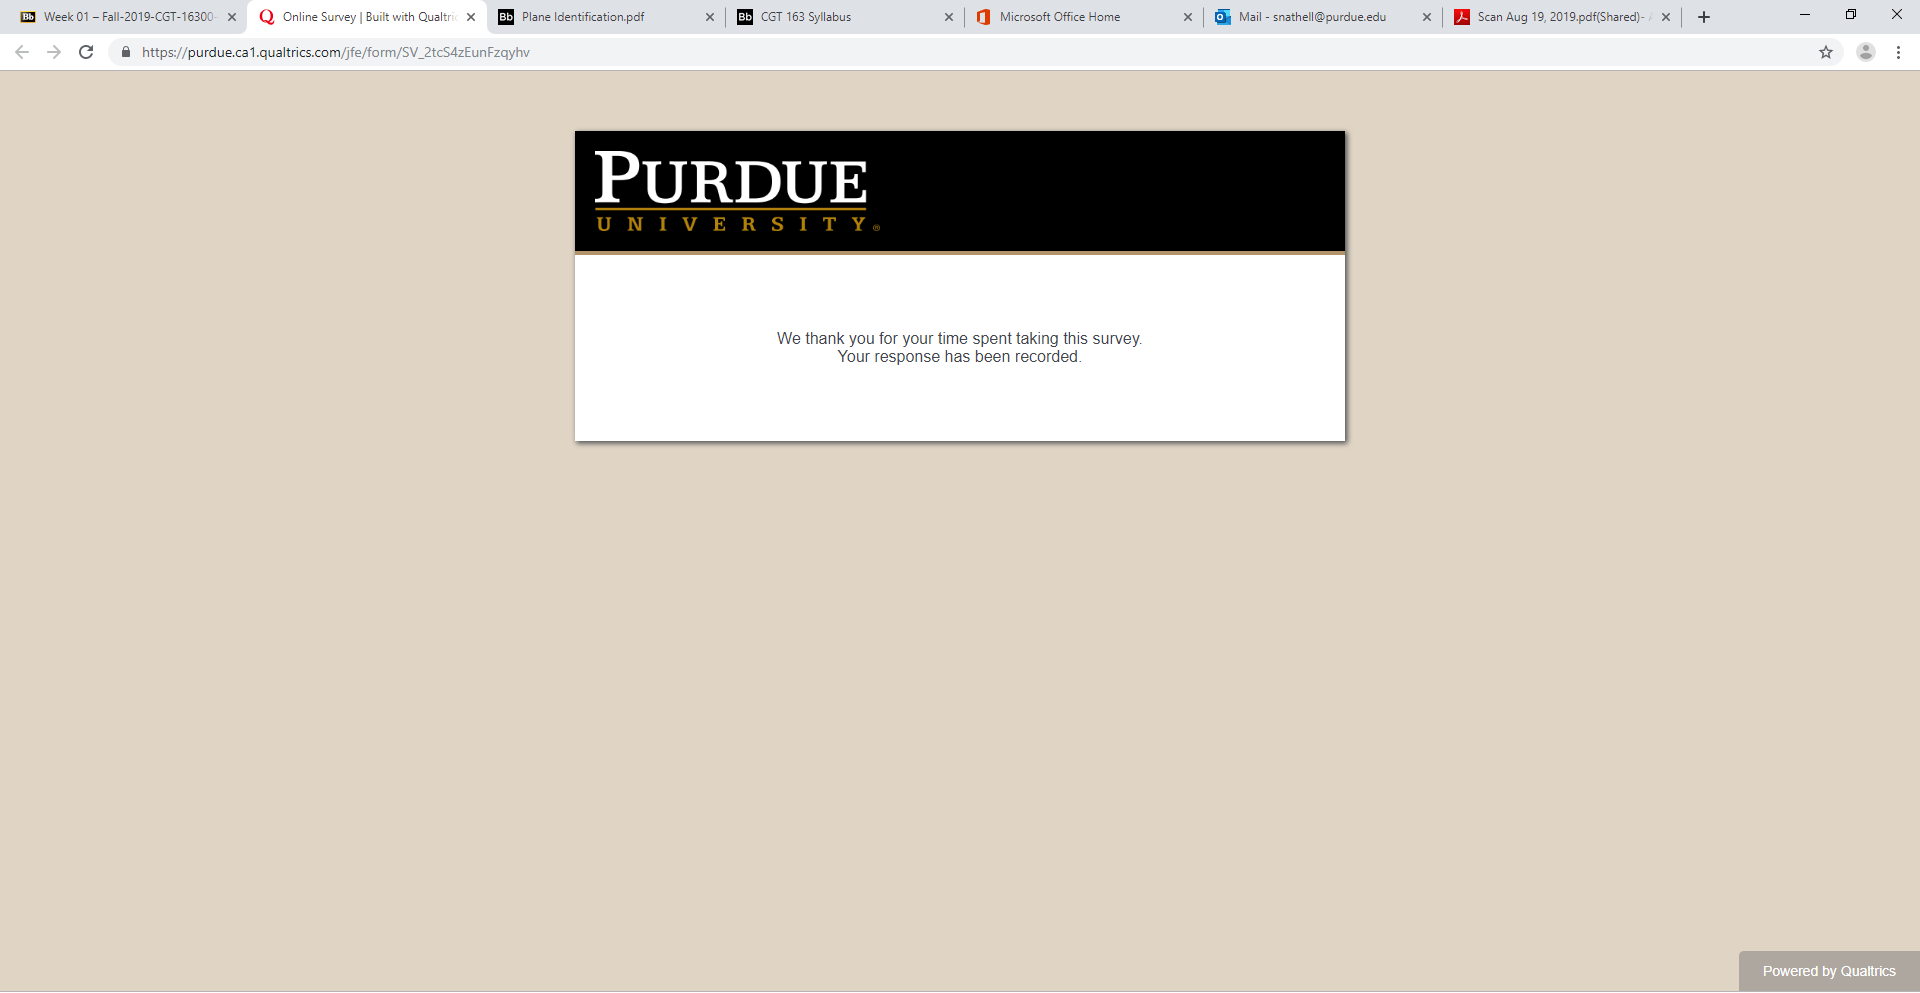 Week 01 – Fall-2019-CGT-16300-
Online Survey | Built with Qualtric
Plane Identification.pdf
CGT 163 Syllabus
Microsoft Office Home
Mail - snathell@purdue.edu
Scan Aug 19, 2019.pdf(Shared)-
https://purdue.ca1.qualtrics.com/jfe/form/SV_2tcS4zEunFzqyhv
PURDUE
UNIVERSITY®
We thank you for your time spent taking this survey.
Your response has been recorded.
Powered by Qualtrics